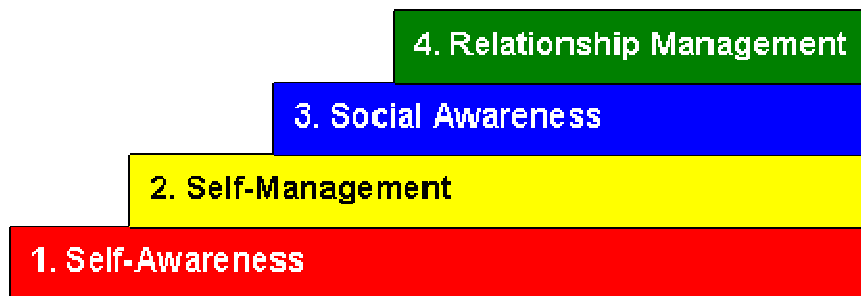 4. Relationship Management
3. Social Awareness
2. Self-Management
1. Self-Awareness